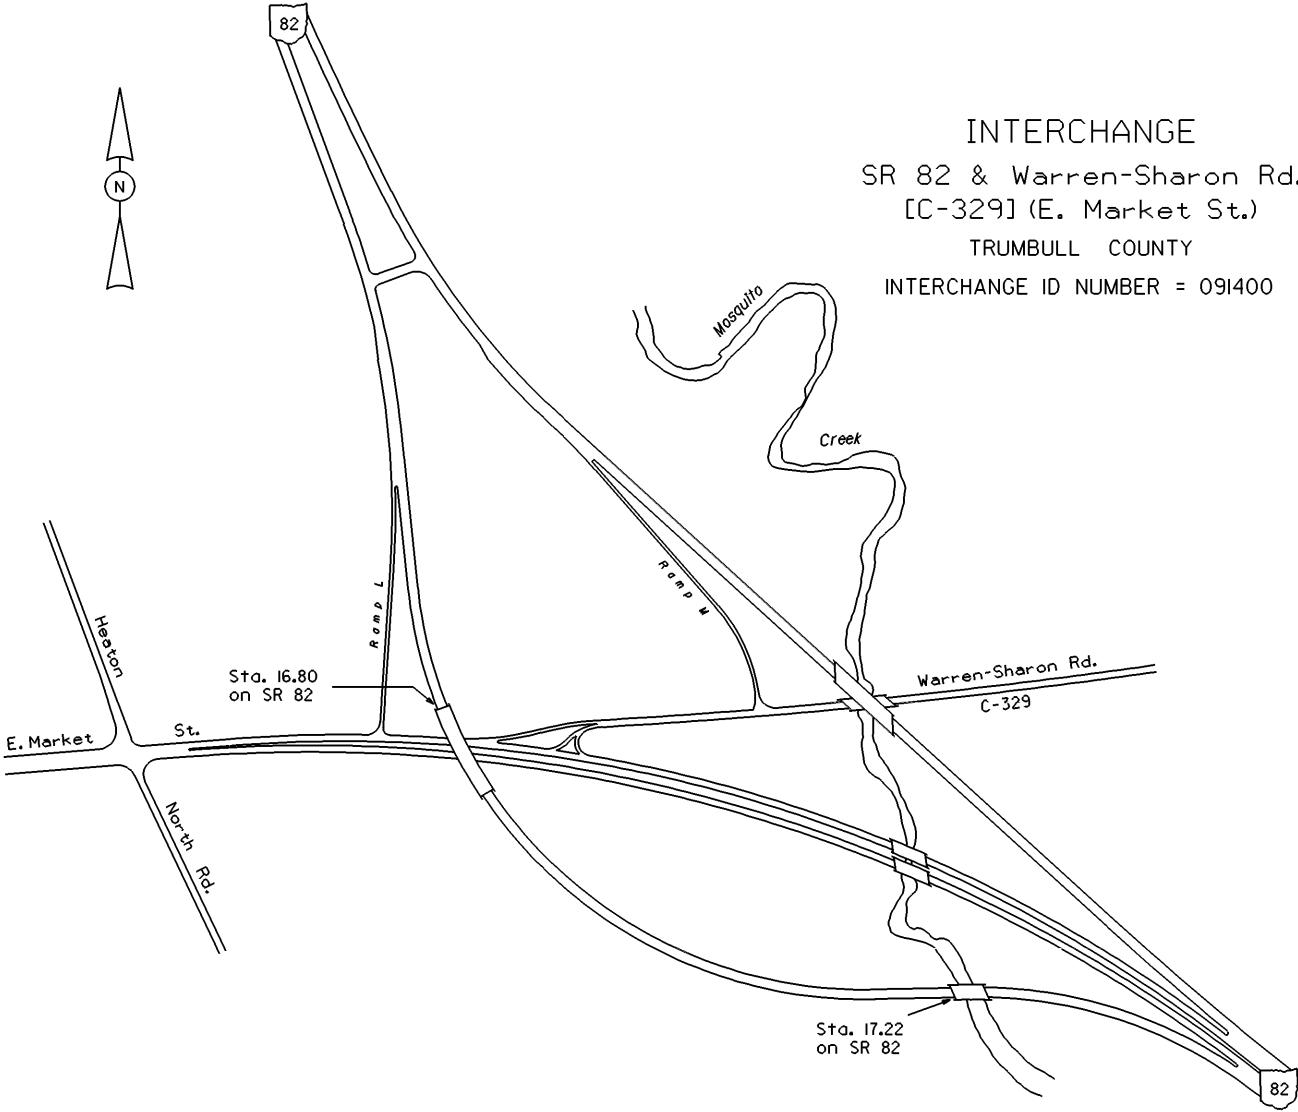 82
N
INTERCHANGE
SR 82 & Warren-Sharon Rd.
[C-329] (E. Market St.)
TRUMBULL COUNTY
INTERCHANGE ID NUMBER = 091400
Mosquito
Creek
Heaton
Ramp L
Ramp M
Sta. 16.80
on SR 82
Warren-Sharon Rd.
C-329
E. Market St.
North Rd.
Sta. 17.22
on SR 82
82